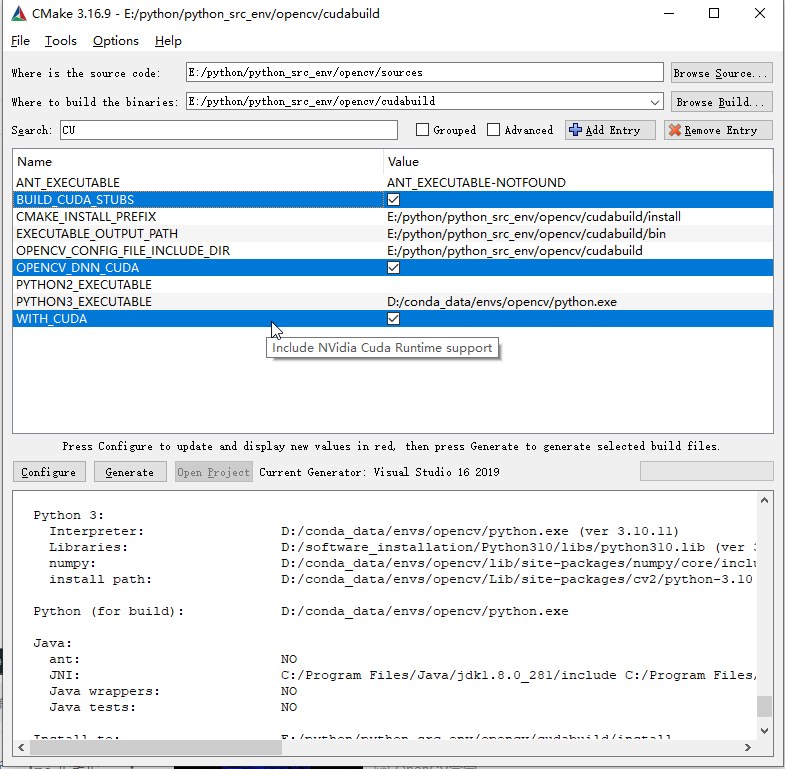 CMake 3.16.9 - E:/python/python_src_env/opencv/cudabuild
File Tools Options Help
Where is the source code: E:/python/python_src_env/opencv/sources Browse Source...
Where to build the binaries: E:/python/python_src_env/opencv/cudabuild Browse Build...
Search: CU Grouped Advanced Add Entry Remove Entry
Name Value
ANT_EXECUTABLE ANT_EXECUTABLE-NOTFOUND
BUILD_CUDA_STUBS
CMAKE_INSTALL_PREFIX E:/python/python_src_env/opencv/cudabuild/install
EXECUTABLE_OUTPUT_PATH E:/python/python_src_env/opencv/cudabuild/bin
OPENCV_CONFIG_FILE_INCLUDE_DIR E:/python/python_src_env/opencv/cudabuild
OPENCV_DNN_CUDA
PYTHON2_EXECUTABLE
PYTHON3_EXECUTABLE D:/conda_data/envs/opencv/python.exe
WITH_CUDA
Include NVidia Cuda Runtime support
Press Configure to update and display new values in red, then press Generate to generate selected build files.
Configure Generate Open Project Current Generator: Visual Studio 16 2019
Python 3:
Interpreter: D:/conda_data/envs/opencv/python.exe (ver 3.10.11)
Libraries: D:/software_installation/Python310/libs/python310.lib (ver
numpy: D:/conda_data/envs/opencv/lib/site-packages/numpy/core/inclu
install path: D:/conda_data/envs/opencv/Lib/site-packages/cv2/python-3.10
Python (for build): D:/conda_data/envs/opencv/python.exe
Java:
ant: NO
JNI: C:/Program Files/Java/jdk1.8.0_281/include C:/Program Files/
Java wrappers: NO
Java tests: NO
Install to: E:/python/python_src_env/opencv/cudabuild/install